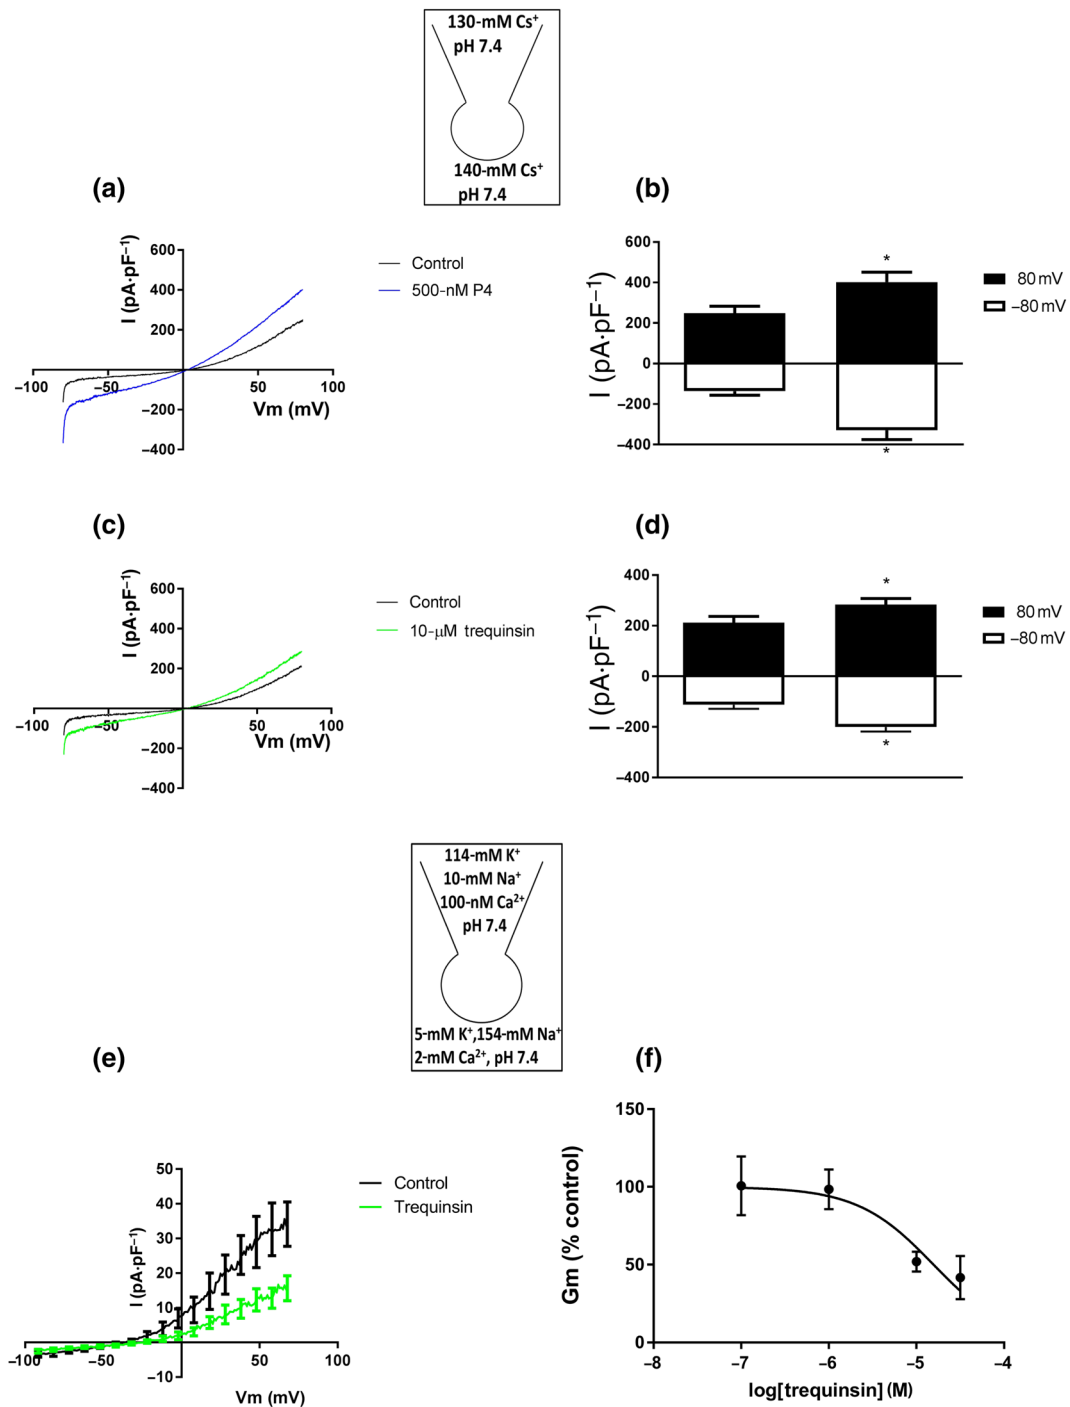 130-mM Cs⁺
pH 7.4
140-mM Cs⁺
pH 7.4
(a)
I (pA·pF⁻¹)
600
400
200
−200
−400
−100
−50
50
100
Vm (mV)
Control
500-nM P4
(b)
I (pA·pF⁻¹)
600
400
200
0
−200
−400
*
*
80 mV
−80 mV
(c)
I (pA·pF⁻¹)
600
400
200
−200
−400
−100
−50
50
100
Vm (mV)
Control
10-μM trequinsin
(d)
I (pA·pF⁻¹)
400
200
0
−200
−400
*
*
80 mV
−80 mV
114-mM K⁺
10-mM Na⁺
100-nM Ca²⁺
pH 7.4
5-mM K⁺,154-mM Na⁺
2-mM Ca²⁺, pH 7.4
(e)
I (pA·pF⁻¹)
50
40
30
20
10
−10
−100
−50
50
100
Vm (mV)
Control
Trequinsin
(f)
Gm (% control)
150
100
50
0
−8
−7
−6
−5
−4
log[trequinsin] (M)